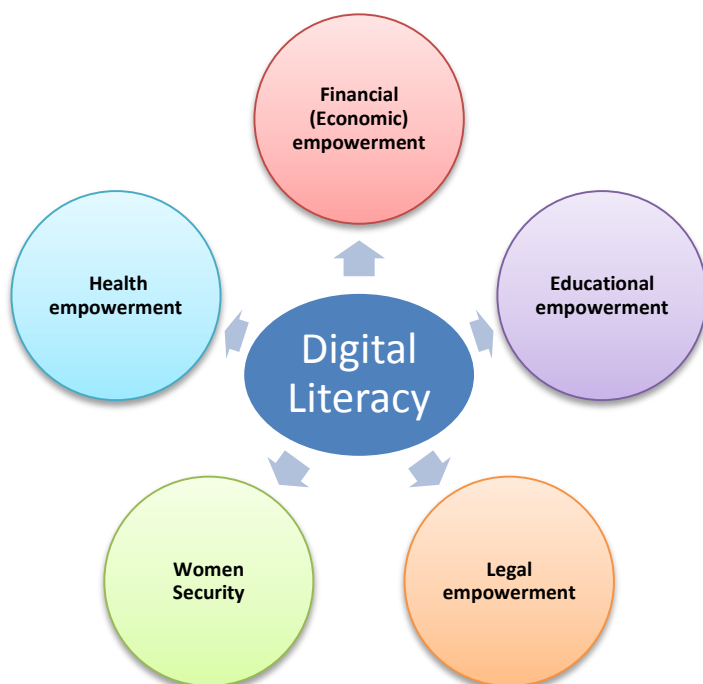 Financial
(Economic)
empowerment
Health
empowerment
Educational
empowerment
Digital
Literacy
Women
Security
Legal
empowerment